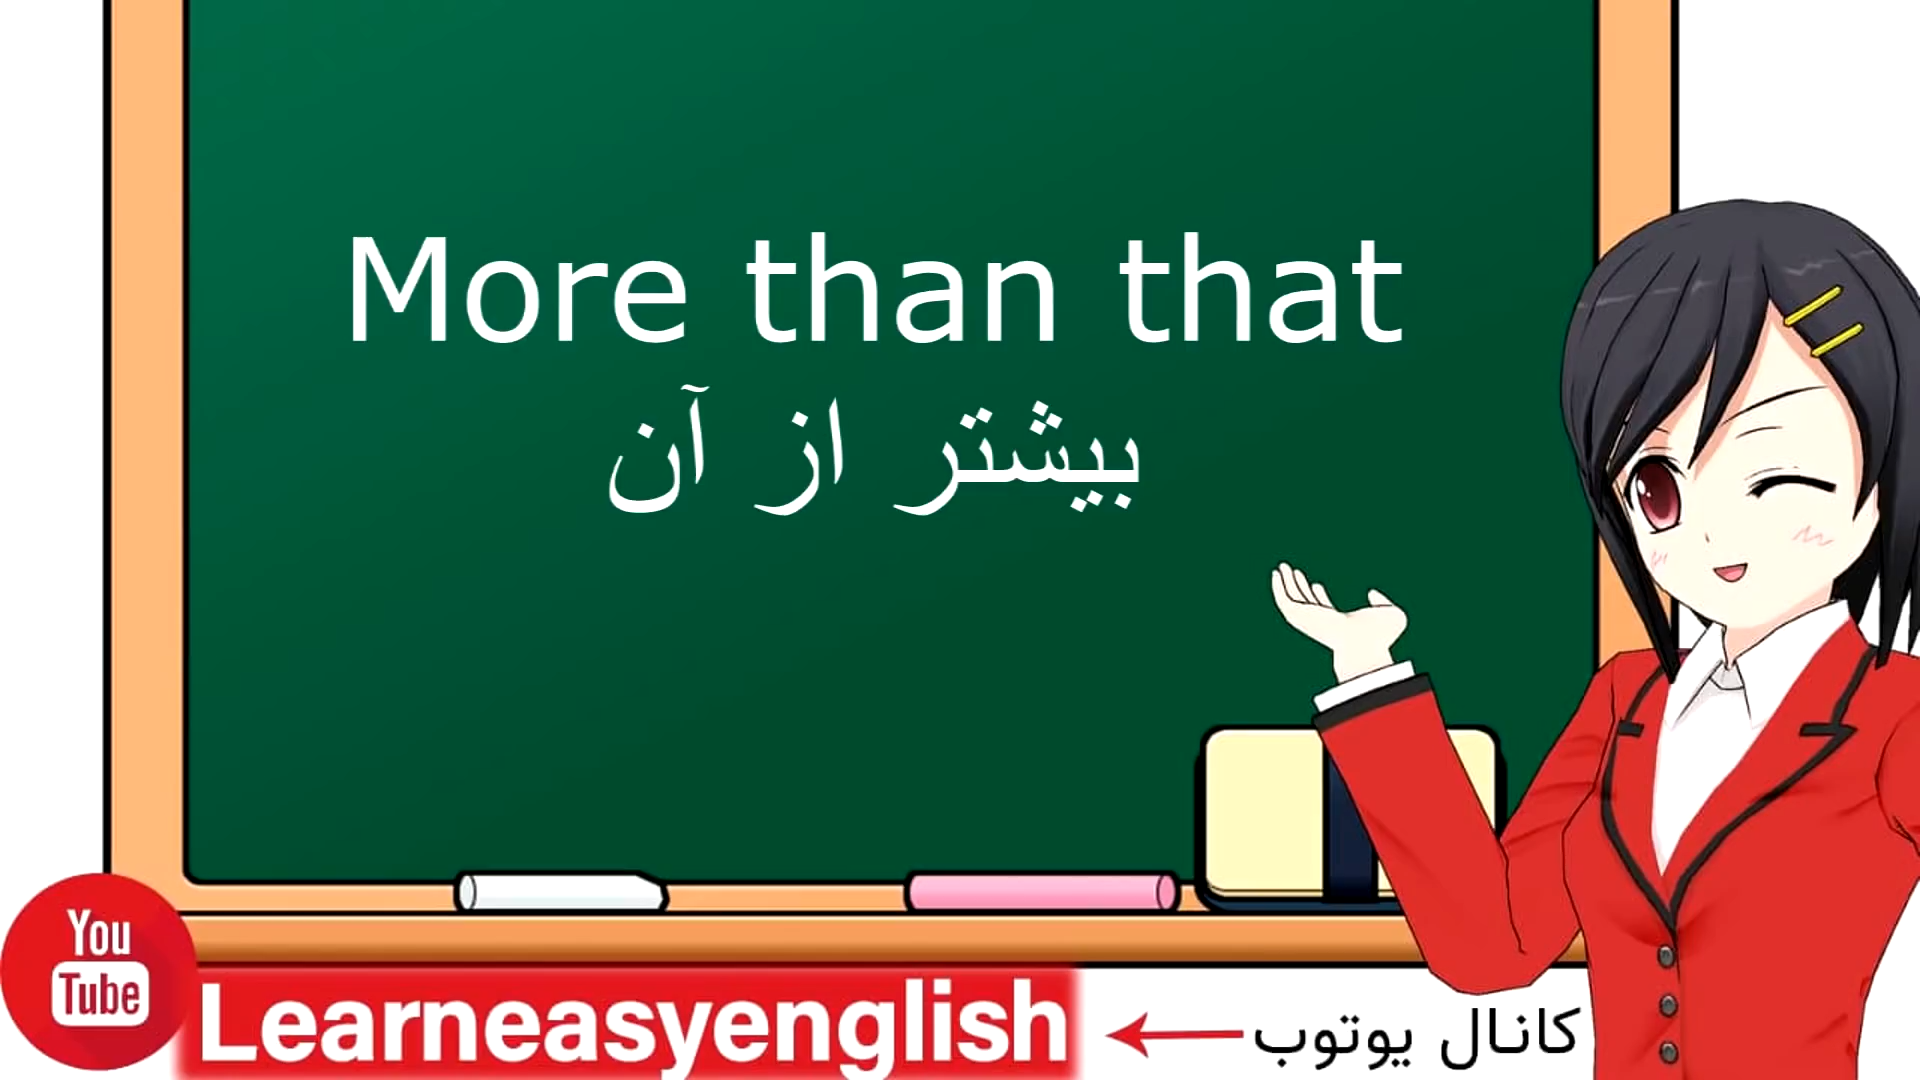 More than that
بیشتر از آن
You
Tube
Learneasyenglish
کانال یوتوب